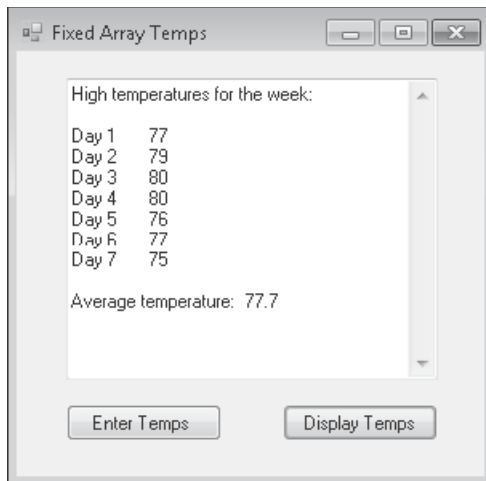 Fixed Array Temps
High temperatures for the week:
Day 1 77
Day 2 79
Day 3 80
Day 4 80
Day 5 76
Day 6 77
Day 7 75
Average temperature: 77.7
Enter Temps
Display Temps